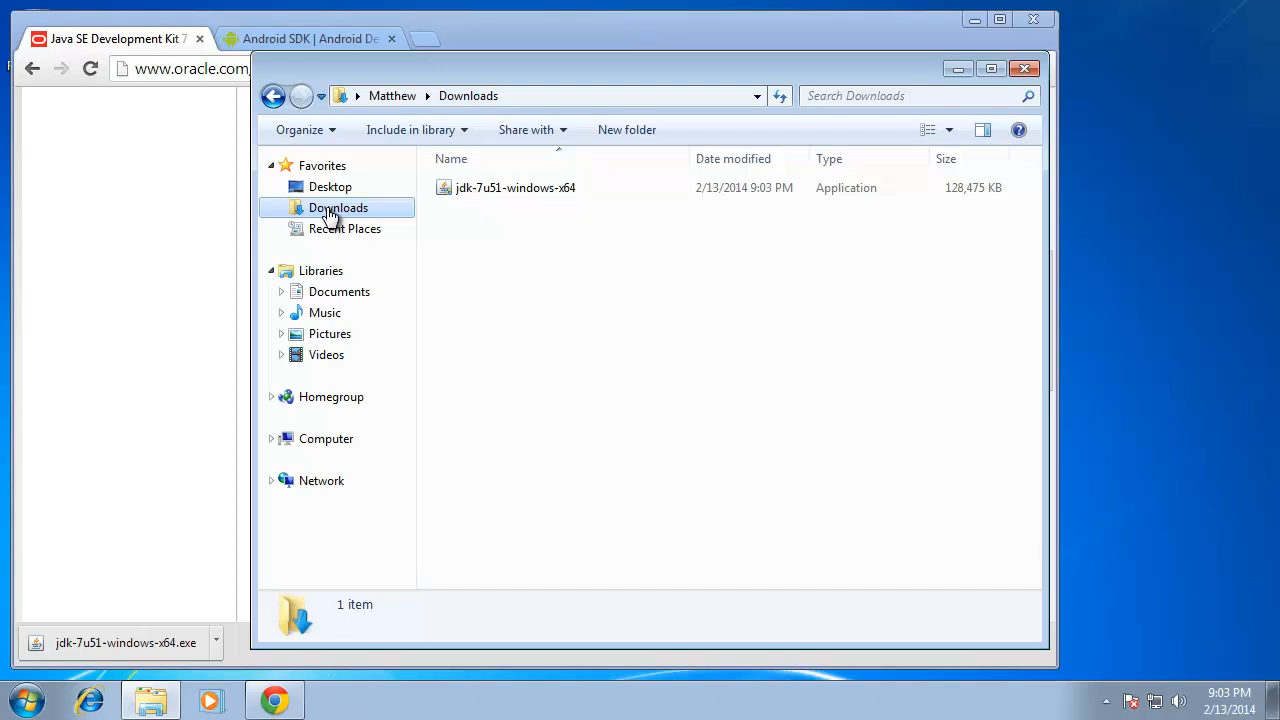 Java SE Development Kit 7
Android SDK | Android De
www.oracle.com
Matthew
Downloads
Search Downloads
Organize
Include in library
Share with
New folder
Name
Date modified
Type
Size
jdk-7u51-windows-x64
2/13/2014 9:03 PM
Application
128,475 KB
Favorites
Desktop
Downloads
Recent Places
Libraries
Documents
Music
Pictures
Videos
Homegroup
Computer
Network
1 item
jdk-7u51-windows-x64.exe
9:03 PM
2/13/2014